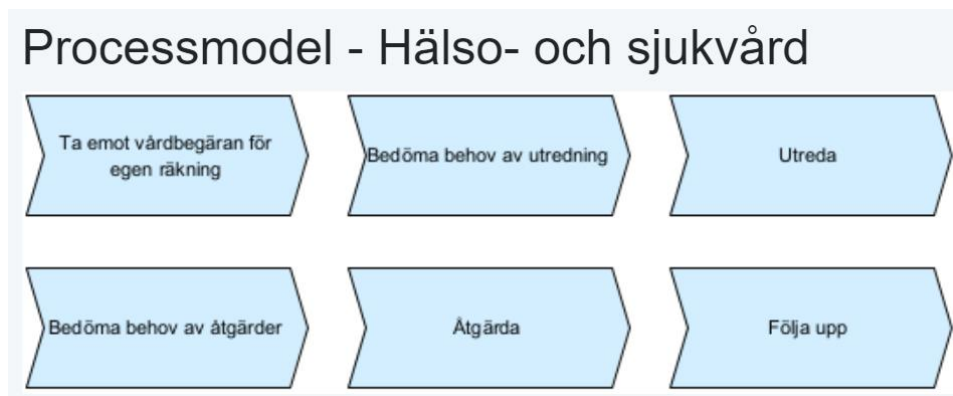 Processmodel - Hälso- och sjukvård
Ta emot vårdbegäran för
egen räkning
Bedöma behov av utredning
Utreda
Bedöma behov av åtgärder
Åtgärda
Följa upp